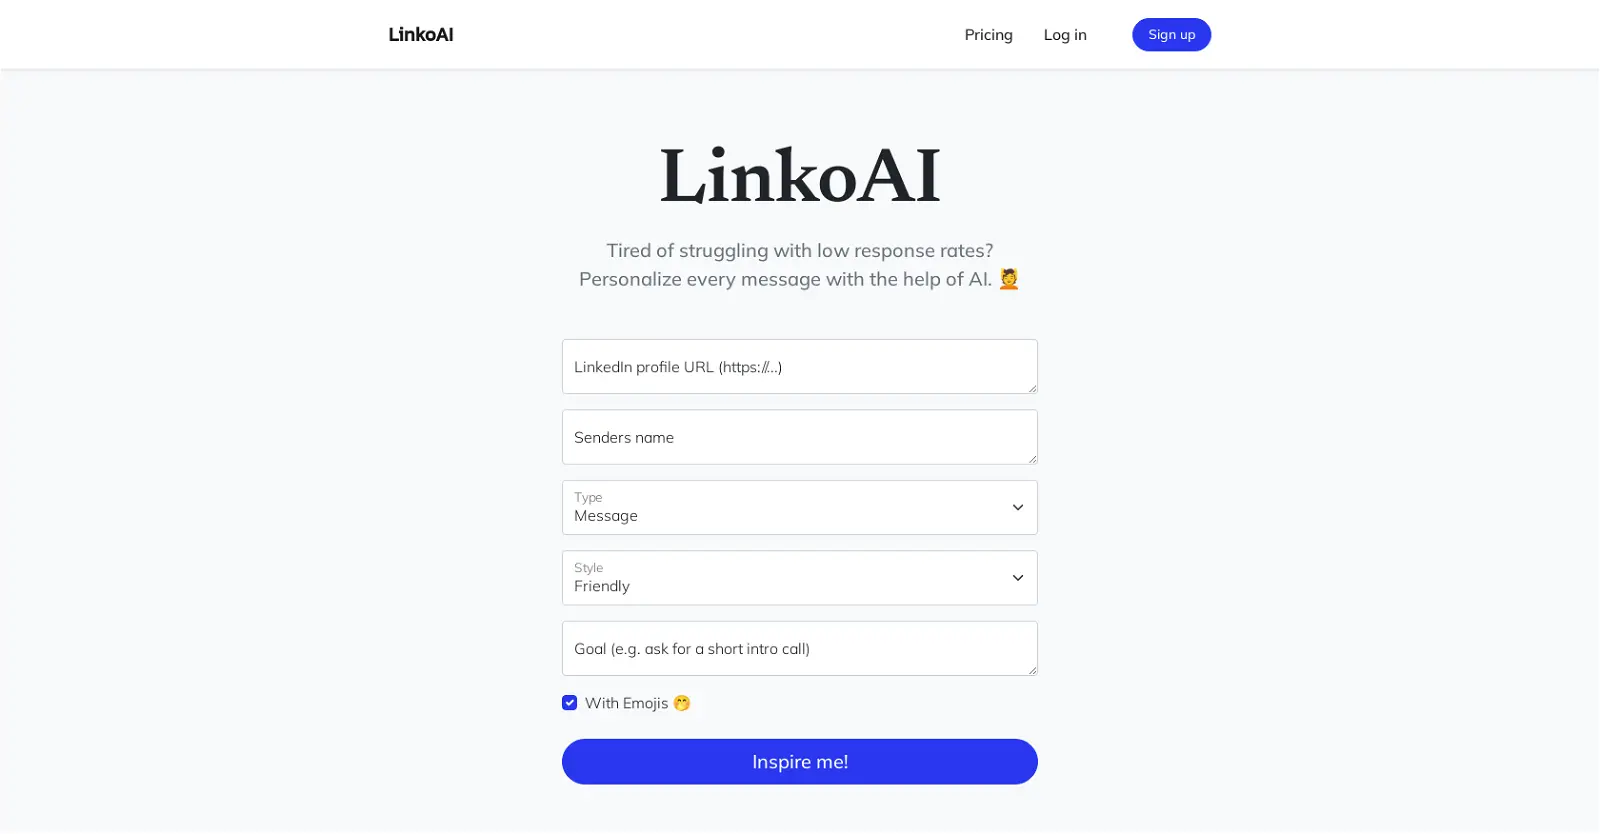 LinkoAI
Pricing
Log in
Sign up
LinkoAI
Tired of struggling with low response rates?
Personalize every message with the help of AI. 💆
LinkedIn profile URL (https://...)
Senders name
Type
Message
Style
Friendly
Goal (e.g. ask for a short intro call)
With Emojis 🤭
Inspire me!